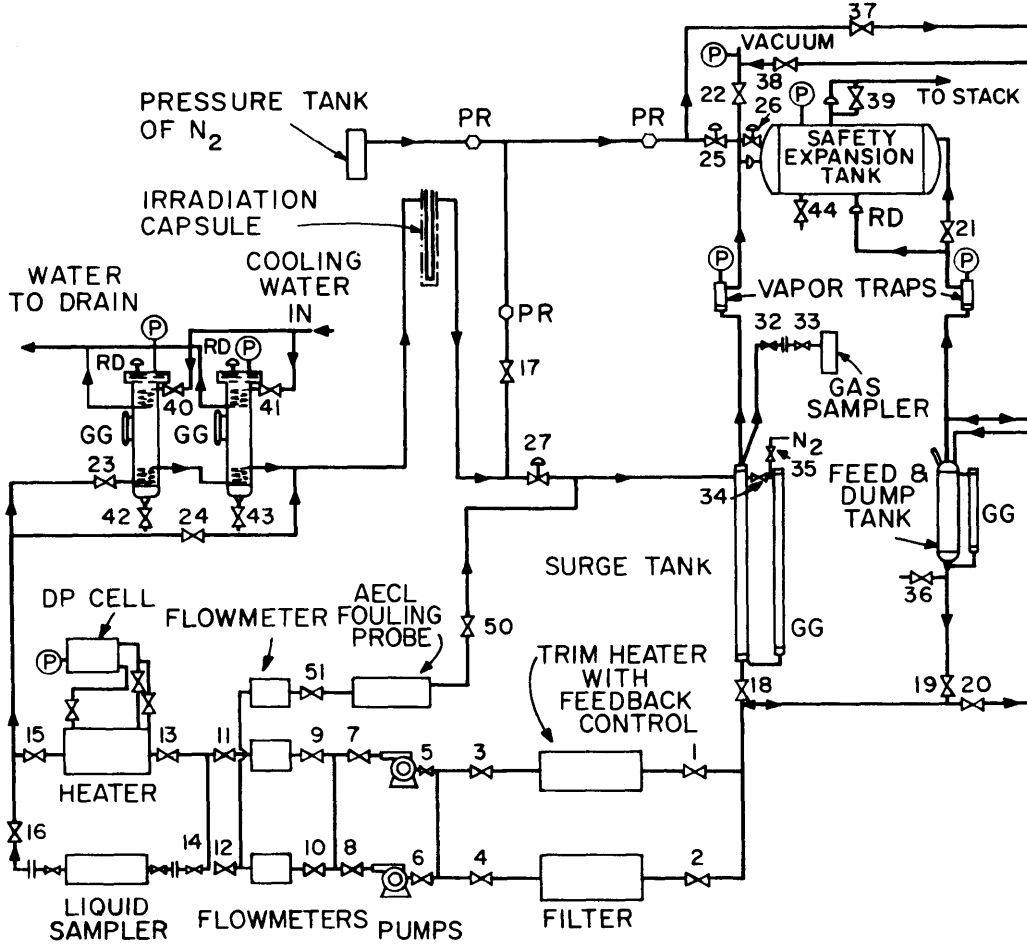 37
P
VACUUM
22
38
26
P
39
TO STACK
PRESSURE TANK
OF N2
PR
PR
25
SAFETY
EXPANSION
TANK
IRRADIATION
CAPSULE
44
RD
21
WATER
TO DRAIN
COOLING
WATER
IN
P
P
VAPOR TRAPS
P
RD
P
RD
P
PR
32
33
40
41
17
GAS
SAMPLER
GG
GG
27
N2
35
23
34
FEED &
DUMP
TANK
GG
42
24
43
SURGE TANK
36
DP CELL
FLOWMETER
AECL
FOULING
PROBE
50
GG
P
51
TRIM HEATER
WITH
FEEDBACK
CONTROL
18
19
20
15
13
11
9
7
5
3
1
HEATER
16
14
12
10
8
6
4
2
LIQUID
SAMPLER
FLOWMETERS
PUMPS
FILTER